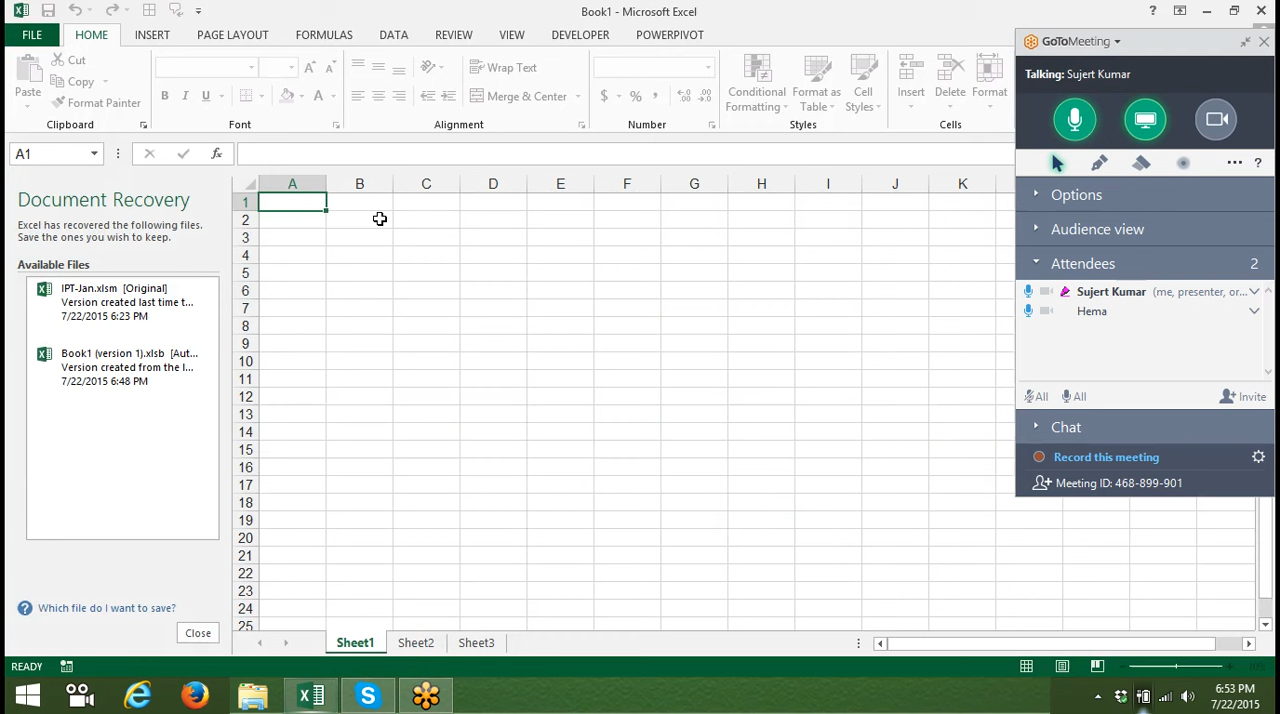 Book1 - Microsoft Excel
?
FILE HOME INSERT PAGE LAYOUT FORMULAS DATA REVIEW VIEW DEVELOPER POWERPIVOT
Paste
Cut
Copy
Format Painter
Clipboard
B I U A A A
Font
Wrap Text
Merge & Center
Alignment
$ % ,
Number
Conditional Formatting
Format as Table
Cell Styles
Styles
Insert Delete Format
Cells
A1
fx
A B C D E F G H I J K
1
2
3
4
5
6
7
8
9
10
11
12
13
14
15
16
17
18
19
20
21
22
23
24
25
Document Recovery
Excel has recovered the following files.
Save the ones you wish to keep.
Available Files
IPT-Jan.xlsm [Original]
Version created last time t...
7/22/2015 6:23 PM
Book1 (version 1).xlsb [Aut...
Version created from the l...
7/22/2015 6:48 PM
Which file do I want to save?
Close
Sheet1 Sheet2 Sheet3
READY
GoToMeeting
Talking: Sujert Kumar
... ?
Options
Audience view
Attendees 2
Sujert Kumar (me, presenter, or...
Hema
All All Invite
Chat
Record this meeting
Meeting ID: 468-899-901
6:53 PM
7/22/2015